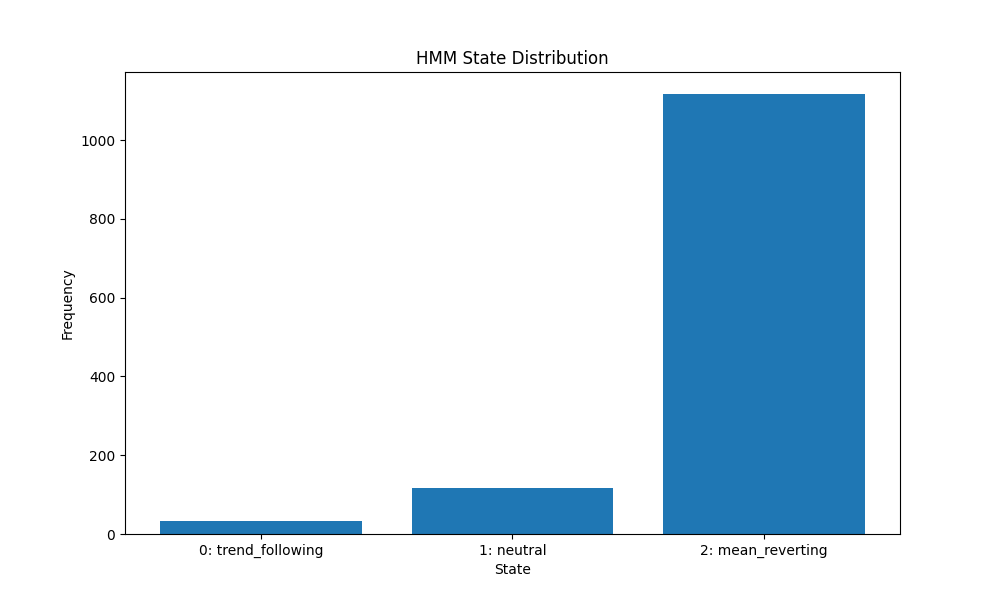 HMM State Distribution
Frequency
1000
800
600
400
200
0
0: trend_following
1: neutral
2: mean_reverting
State